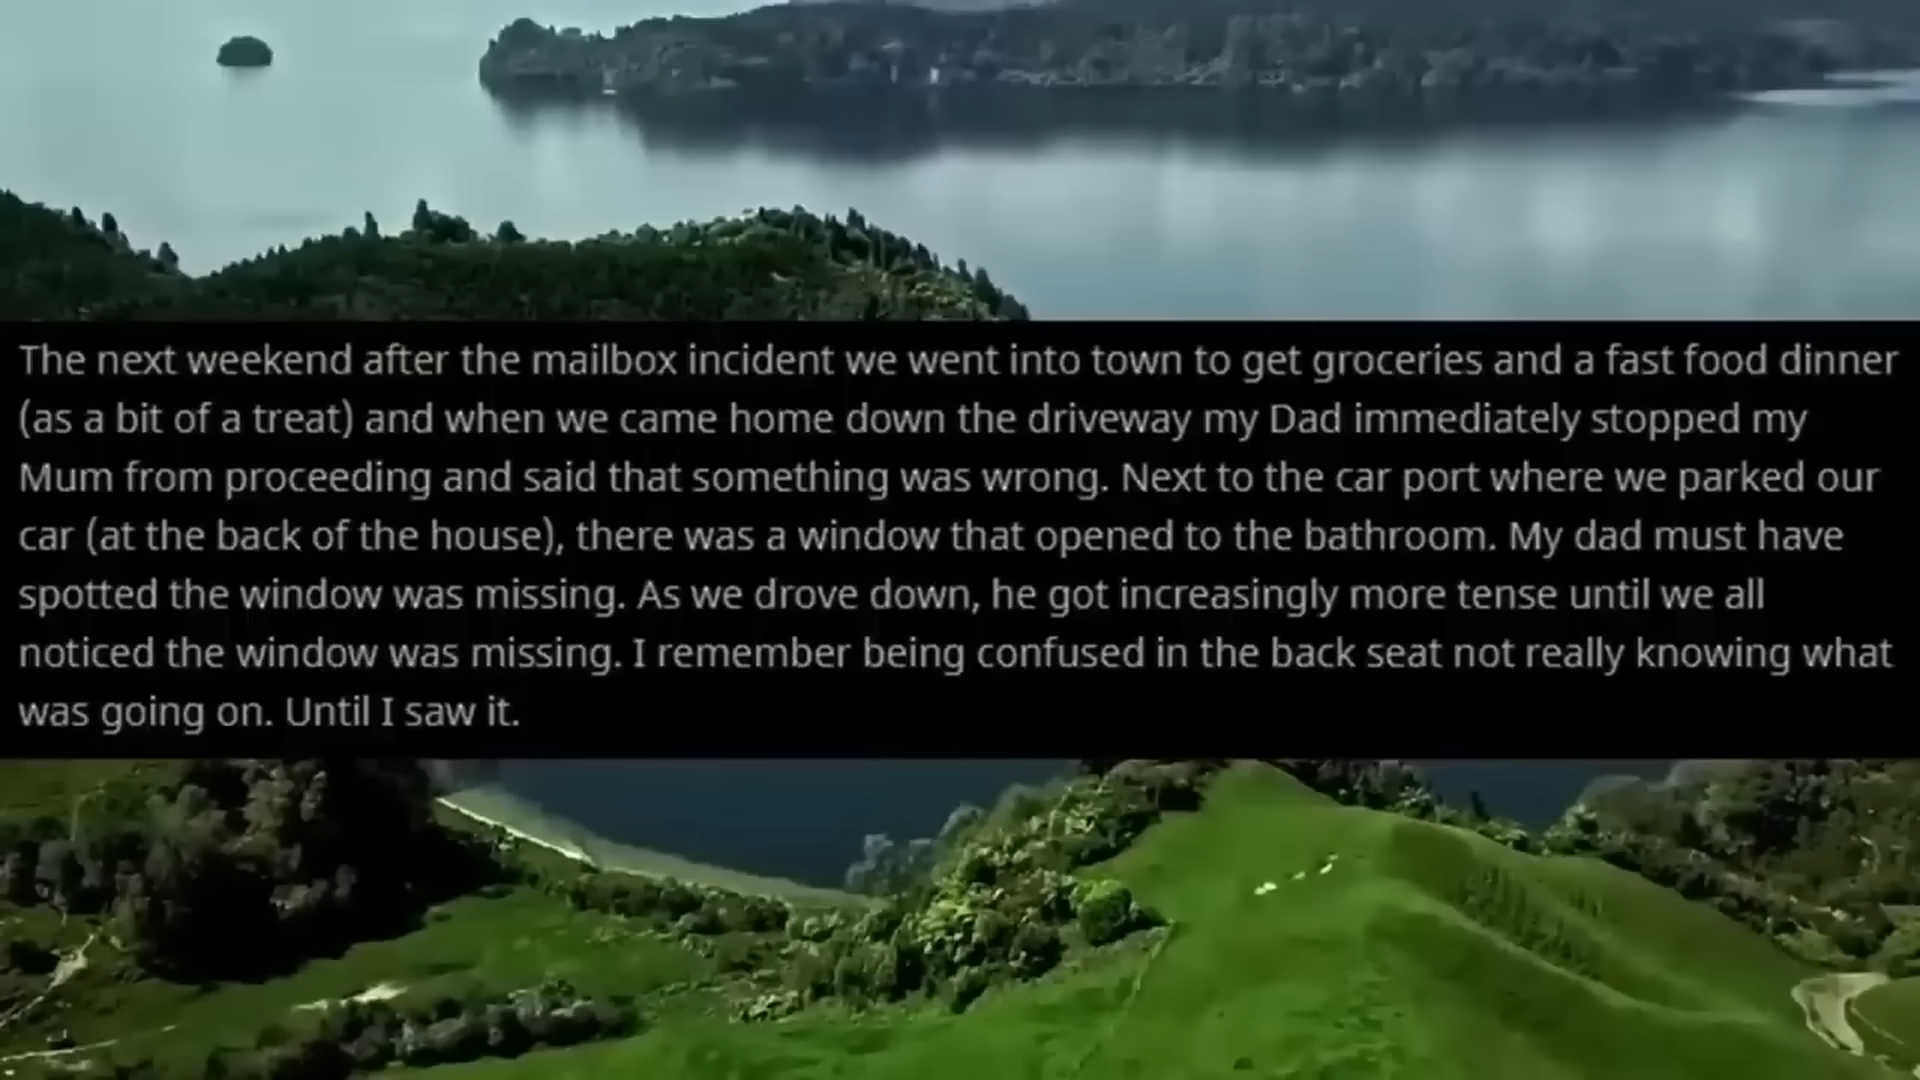 The next weekend after the mailbox incident we went into town to get groceries and a fast food dinner
(as a bit of a treat) and when we came home down the driveway my Dad immediately stopped my
Mum from proceeding and said that something was wrong. Next to the car port where we parked our
car (at the back of the house), there was a window that opened to the bathroom. My dad must have
spotted the window was missing. As we drove down, he got increasingly more tense until we all
noticed the window was missing. I remember being confused in the back seat not really knowing what
was going on. Until I saw it.